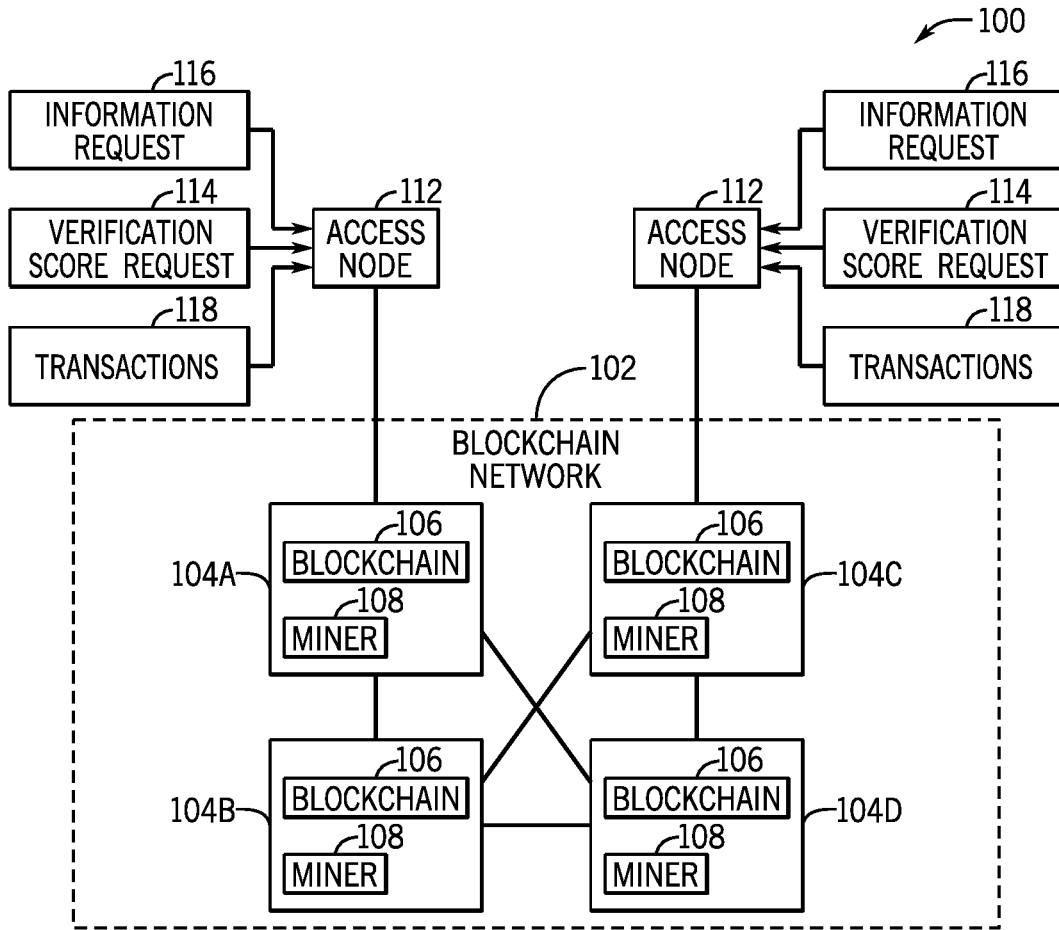 100
116
INFORMATION
REQUEST
114
VERIFICATION
SCORE REQUEST
118
TRANSACTIONS
112
ACCESS
NODE
112
ACCESS
NODE
116
INFORMATION
REQUEST
114
VERIFICATION
SCORE REQUEST
118
TRANSACTIONS
102
BLOCKCHAIN
NETWORK
104A
106
BLOCKCHAIN
108
MINER
104C
106
BLOCKCHAIN
108
MINER
104B
106
BLOCKCHAIN
108
MINER
104D
106
BLOCKCHAIN
108
MINER